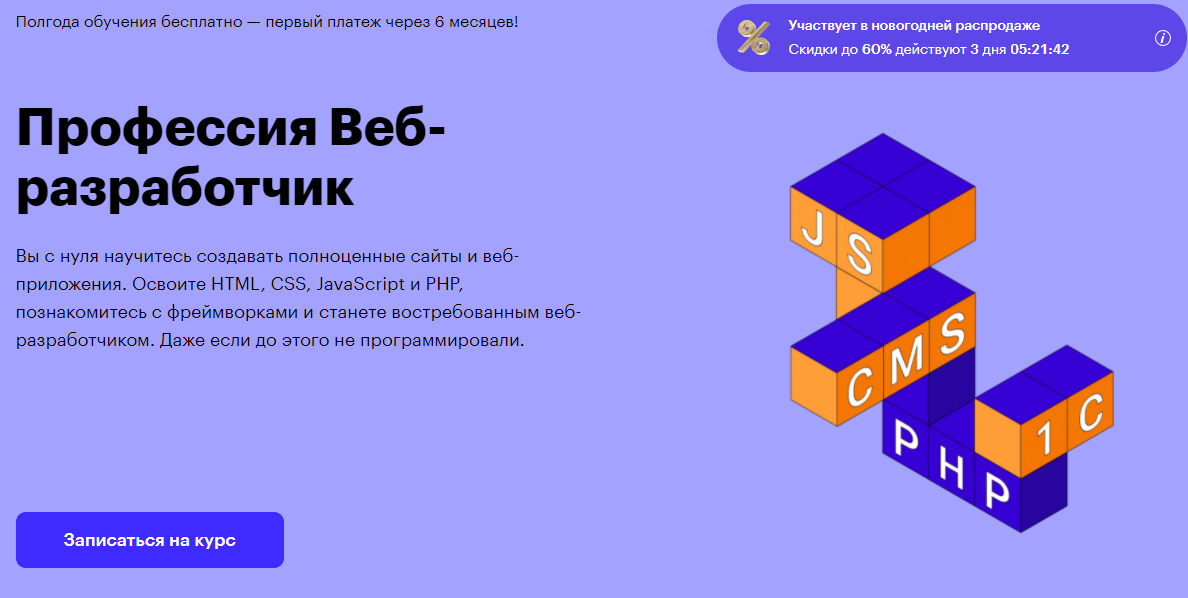 Полгода обучения бесплатно — первый платеж через 6 месяцев!
Участвует в новогодней распродаже
Скидки до 60% действуют 3 дня 05:21:42
i
Профессия Веб-
разработчик
Вы с нуля научитесь создавать полноценные сайты и веб-
приложения. Освоите HTML, CSS, JavaScript и PHP,
познакомитесь с фреймворками и станете востребованным веб-
разработчиком. Даже если до этого не программировали.
Записаться на курс
JS
CMS
PHP
1C